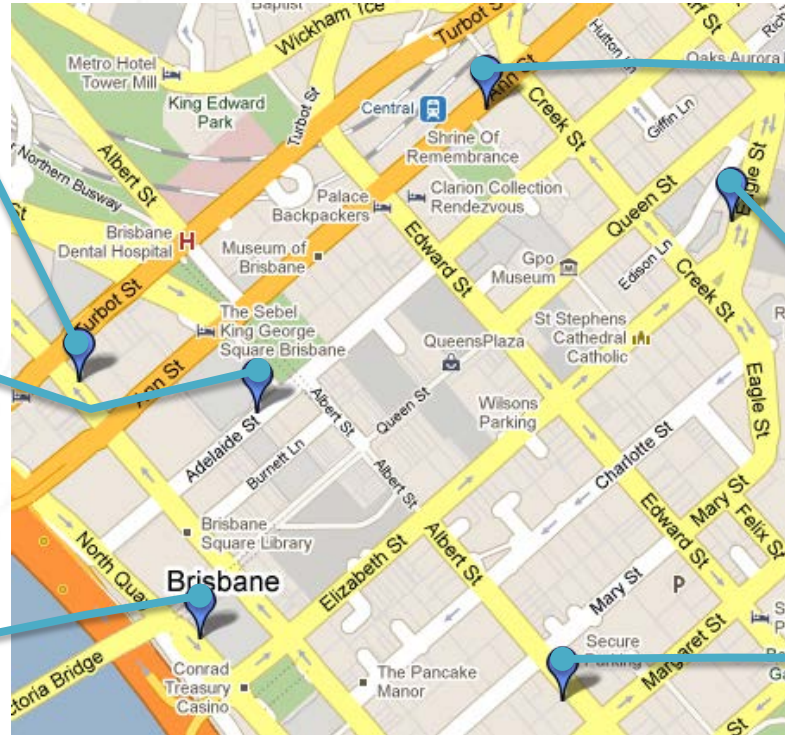 Baptist
Wickham Tce
Turbot St
Metro Hotel
Tower Mill
King Edward
Park
Turbot St
Central
Ann St
Hutton Ln
Oaks Aurora
Creek St
Giffin Ln
Shrine Of
Remembrance
Northern Busway
Albert St
Palace
Backpackers
Clarion Collection
Rendezvous
Brisbane
Dental Hospital
H
Museum of
Brisbane
Edward St
Queen St
Edison Ln
Gpo
Museum
Creek St
Turbot St
The Sebel
King George
Square Brisbane
QueensPlaza
St Stephens
Cathedral
Catholic
Ann St
Albert St
Queen St
Wilsons
Parking
Eagle St
Adelaide St
Burnett Ln
Albert St
Charlotte St
Brisbane
Square Library
Elizabeth St
Albert St
Edward St
Mary St
Felix St
North Quay
Brisbane
Mary St
P
Secure
Parking
Margaret St
Conrad
Treasury
Casino
The Pancake
Manor
St